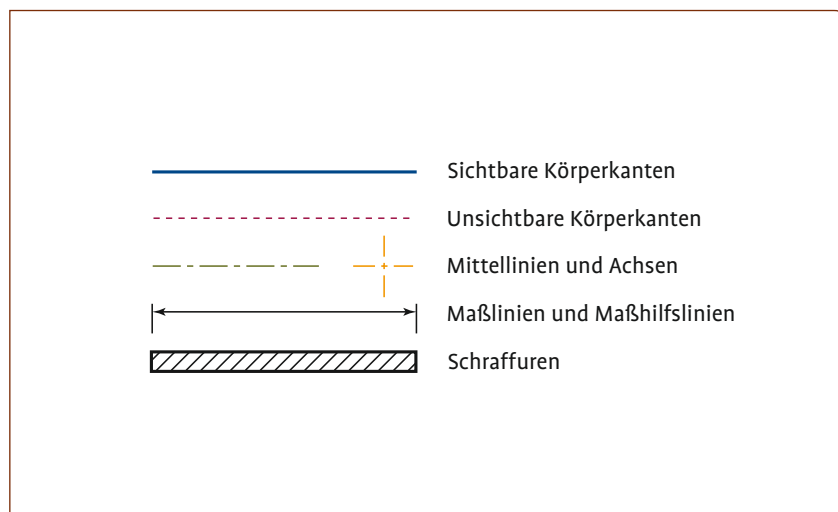 Sichtbare Körperkanten
Unsichtbare Körperkanten
Mittellinien und Achsen
Maßlinien und Maßhilfslinien
Schraffuren